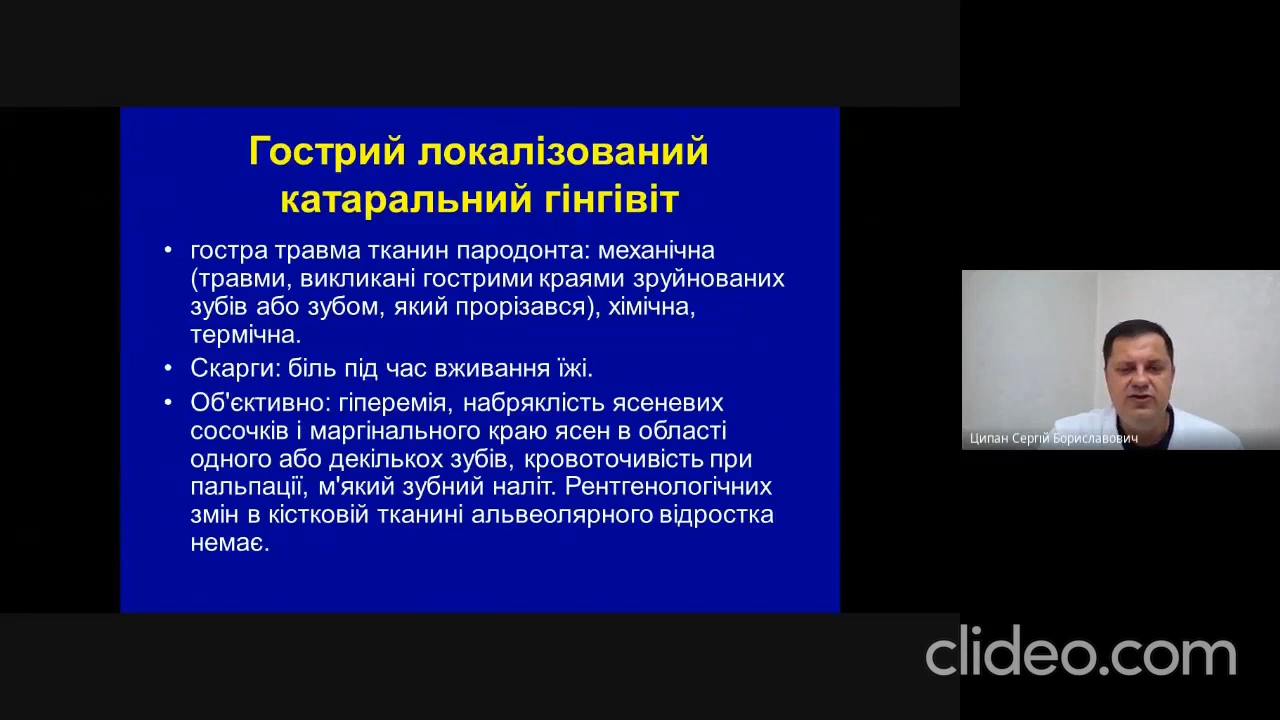 Гострий локалізований
катаральний гінгівіт
• гостра травма тканин пародонта: механічна
(травми, викликані гострими краями зруйнованих
зубів або зубом, який прорізався), хімічна,
термічна.
• Скарги: біль під час вживання їжі.
• Об'єктивно: гіперемія, набряклість ясеневих
сосочків і маргінального краю ясен в області
одного або декількох зубів, кровоточивість при
пальпації, м'який зубний наліт. Рентгенологічних
змін в кістковій тканині альвеолярного відростка
немає.
Ципан Сергій Бориславович
clideo.com